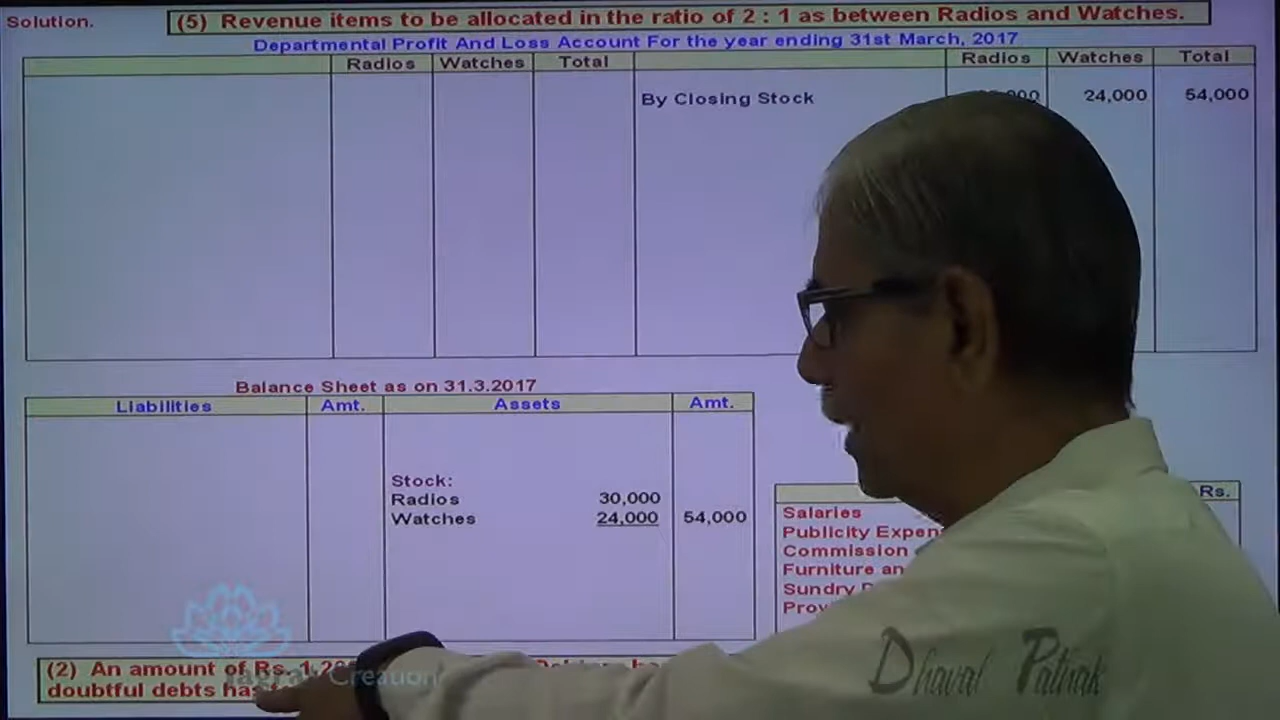 Solution.
(5) Revenue items to be allocated in the ratio of 2 : 1 as between Radios and Watches.
Departmental Profit And Loss Account For the year ending 31st March, 2017
Radios Watches Total Radios Watches Total
By Closing Stock 24,000 54,000
Balance Sheet as on 31.3.2017
Liabilities Amt. Assets Amt.
Stock:
Radios 30,000
Watches 24,000 54,000
Rs.
Salaries
Publicity
Commission
Furniture
Sundry
(2) An amount of Rs.
doubtful debts has
Jagrat Creation
Dhaval Pathak